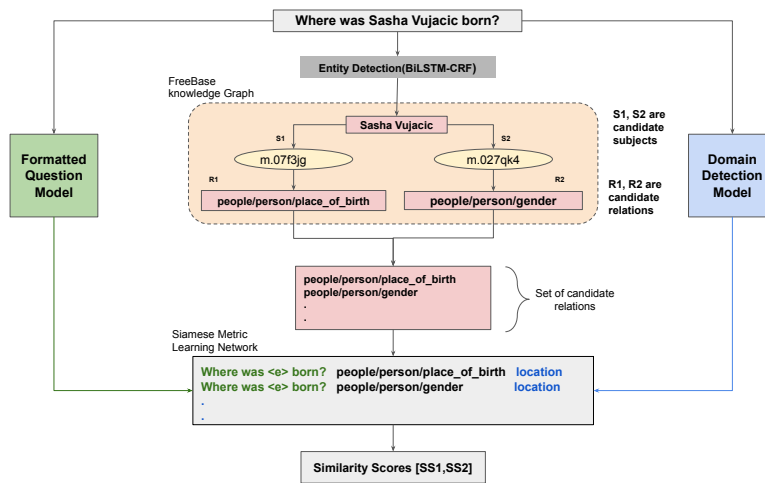 Where was Sasha Vujacic born?
Entity Detection(BiLSTM-CRF)
FreeBase
knowledge Graph
Sasha Vujacic
S1
S2
m.07f3jg
m.027qk4
R1
R2
people/person/place_of_birth
people/person/gender
S1, S2 are
candidate
subjects
R1, R2 are
candidate
relations
Formatted
Question
Model
Domain
Detection
Model
people/person/place_of_birth
people/person/gender
.
.
Set of candidate
relations
Siamese Metric
Learning Network
Where was <e> born? people/person/place_of_birth location
Where was <e> born? people/person/gender location
.
.
Similarity Scores [SS1,SS2]